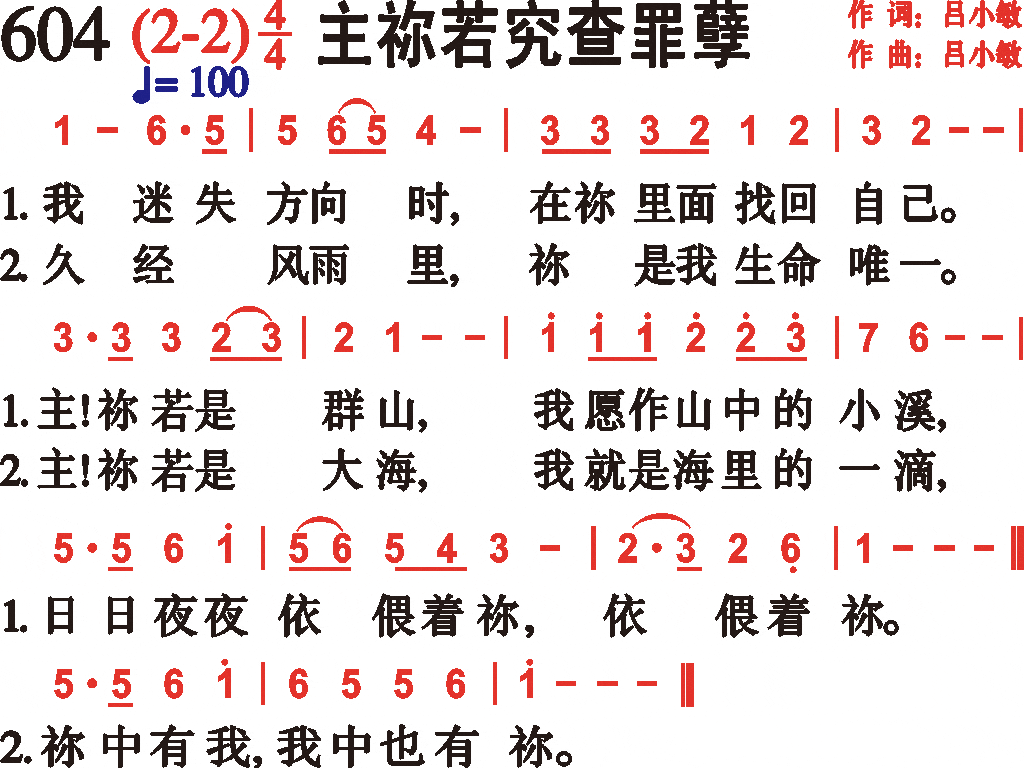 604 (2-2) 4/4 主祢若究查罪孽 作 词：吕小敏
♩= 100 作 曲：吕小敏
1 - 6·5 | 5 6 5 4 - | 3 3 3 2 1 2 | 3 2 - - |
1. 我 迷 失 方向 时, 在祢 里面 找回 自己。
2. 久 经 风雨 里, 祢 是我 生命 唯一。
3·3 3 2 3 | 2 1 - - | i i i 2̇ 2̇ 3̇ | 7 6 - - |
1. 主! 祢 若是 群山, 我愿作山中的 小溪,
2. 主! 祢 若是 大海, 我就是海里的 一滴,
5·5 6 i | 5 6 5 4 3 - | 2·3 2 6̣ | 1 - - - ‖
1. 日 日 夜夜 依 偎着 祢, 依 偎着 祢。
5·5 6 i | 6 5 5 6 | i - - - ‖
2. 祢 中有我, 我中也有 祢。